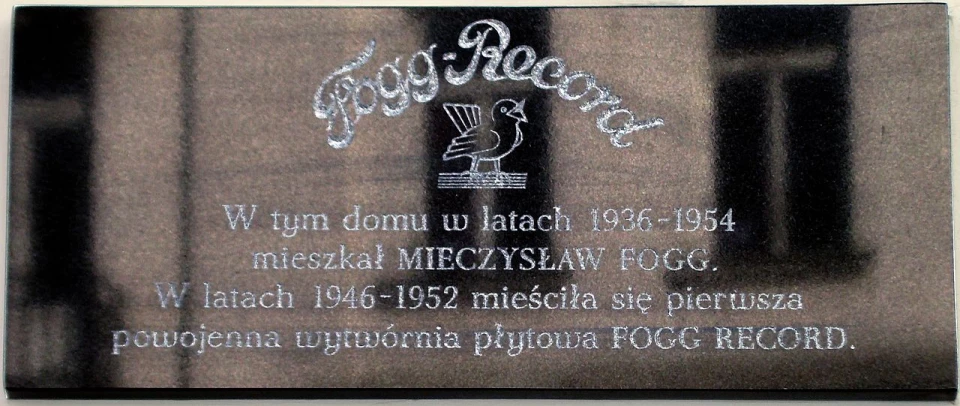 Fogg-Record
W tym domu w latach 1936-1954
mieszkał MIECZYSŁAW FOGG.
W latach 1946-1952 mieściła się pierwsza
powojenna wytwórnia płytowa FOGG RECORD.